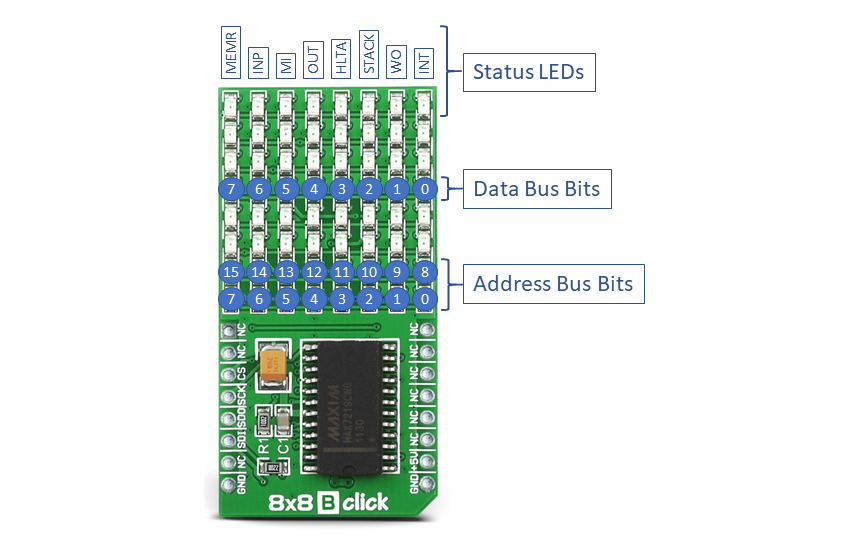 MEMR INP MI OUT HLTA STACK WO INT
Status LEDs
7 6 5 4 3 2 1 0
Data Bus Bits
15 14 13 12 11 10 9 8
Address Bus Bits
7 6 5 4 3 2 1 0
NC NC
NC NC
CS NC
SCK NC
SDO NC
SDI NC
NC +5V
GND GND
R1
C1
MAXIM
MAX7219CWG
1130
8x8 B click